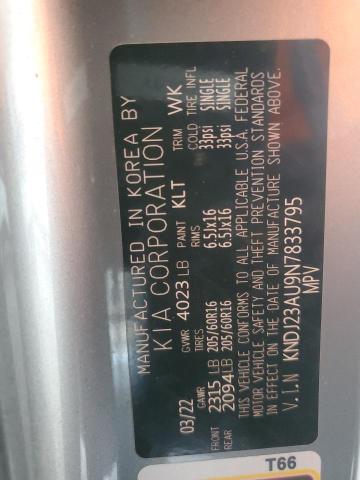 MANUFACTURED IN KOREA BY
KIA CORPORATION
03/22 GVWR 4023 LB PAINT KLT TRIM WK
GAWR RIMS COLD TIRE INFL
2315 LB 205/60R16 6.5Jx16 33psi SINGLE
REAR 2094 LB 205/60R16 6.5Jx16 33psi SINGLE
THIS VEHICLE CONFORMS TO ALL APPLICABLE U.S.A. FEDERAL
MOTOR VEHICLE SAFETY AND THEFT PREVENTION STANDARDS
IN EFFECT ON THE DATE OF MANUFACTURE SHOWN ABOVE.
V.I.N KNDJ23AU9N7833795
MPV
T66